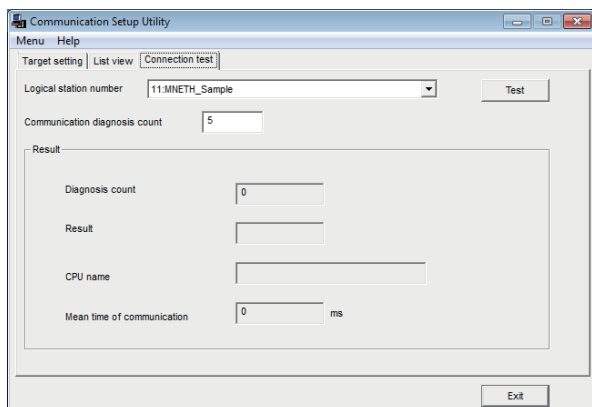 Communication Setup Utility
Menu Help
Target setting List view Connection test
Logical station number 11:MNETH_Sample Test
Communication diagnosis count 5
Result
Diagnosis count 0
Result
CPU name
Mean time of communication 0 ms
Exit